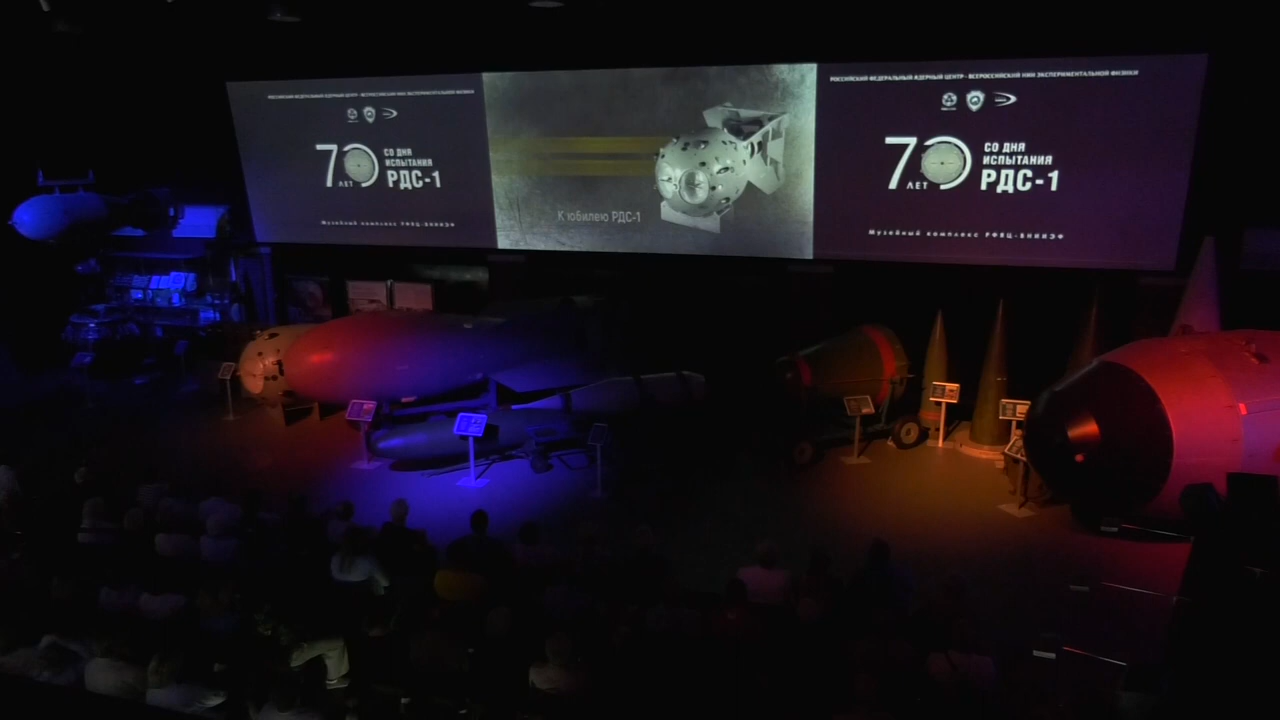 РОССИЙСКИЙ ФЕДЕРАЛЬНЫЙ ЯДЕРНЫЙ ЦЕНТР - ВСЕРОССИЙСКИЙ НИИ ЭКСПЕРИМЕНТАЛЬНОЙ ФИЗИКИ
70 ЛЕТ
СО ДНЯ
ИСПЫТАНИЯ
РДС-1
Музейный комплекс РФЯЦ-ВНИИЭФ
К юбилею РДС-1
РОССИЙСКИЙ ФЕДЕРАЛЬНЫЙ ЯДЕРНЫЙ ЦЕНТР - ВСЕРОССИЙСКИЙ НИИ ЭКСПЕРИМЕНТАЛЬНОЙ ФИЗИКИ
70 ЛЕТ
СО ДНЯ
ИСПЫТАНИЯ
РДС-1
Музейный комплекс РФЯЦ-ВНИИЭФ